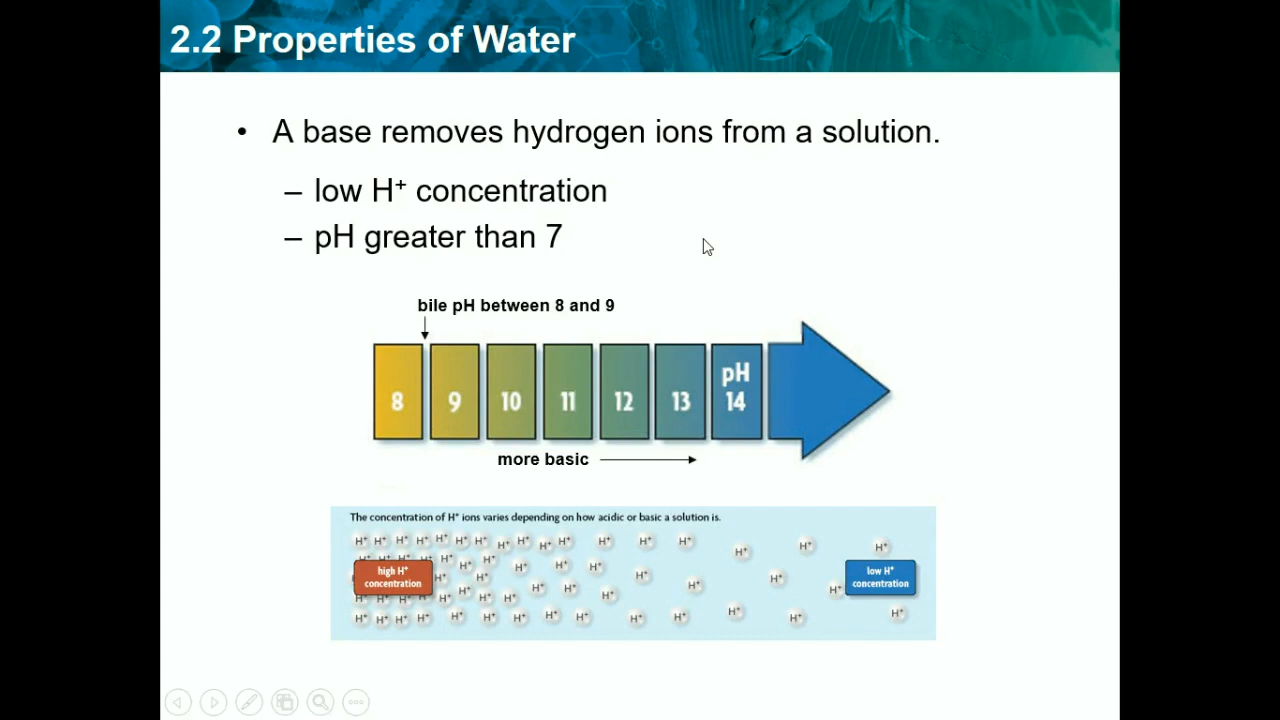 2.2 Properties of Water
• A base removes hydrogen ions from a solution.
– low H⁺ concentration
– pH greater than 7
bile pH between 8 and 9
8 9 10 11 12 13 pH 14
more basic
The concentration of H⁺ ions varies depending on how acidic or basic a solution is.
H⁺ H⁺ H⁺ H⁺ H⁺ H⁺ H⁺ H⁺ H⁺ H⁺ H⁺ H⁺ H⁺ H⁺ H⁺ H⁺ H⁺
high H⁺
concentration
low H⁺
concentration
H⁺ H⁺ H⁺ H⁺ H⁺ H⁺ H⁺ H⁺ H⁺ H⁺ H⁺ H⁺ H⁺ H⁺